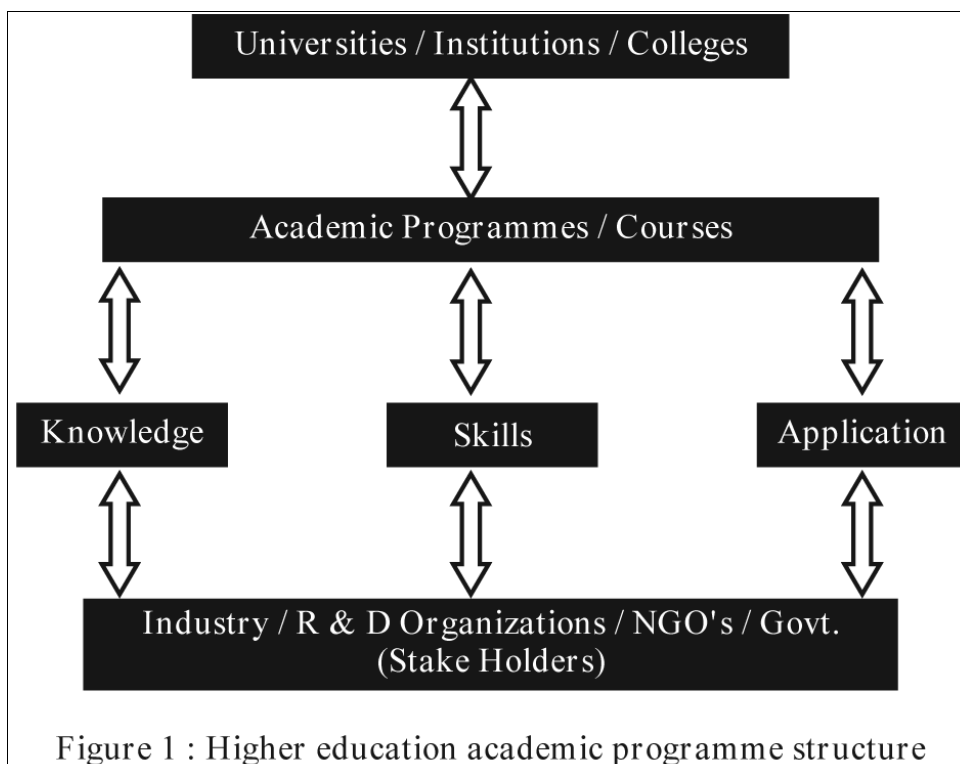 Universities / Institutions / Colleges
Academic Programmes / Courses
Knowledge
Skills
Application
Industry / R & D Organizations / NGO's / Govt.
(Stake Holders)
Figure 1 : Higher education academic programme structure